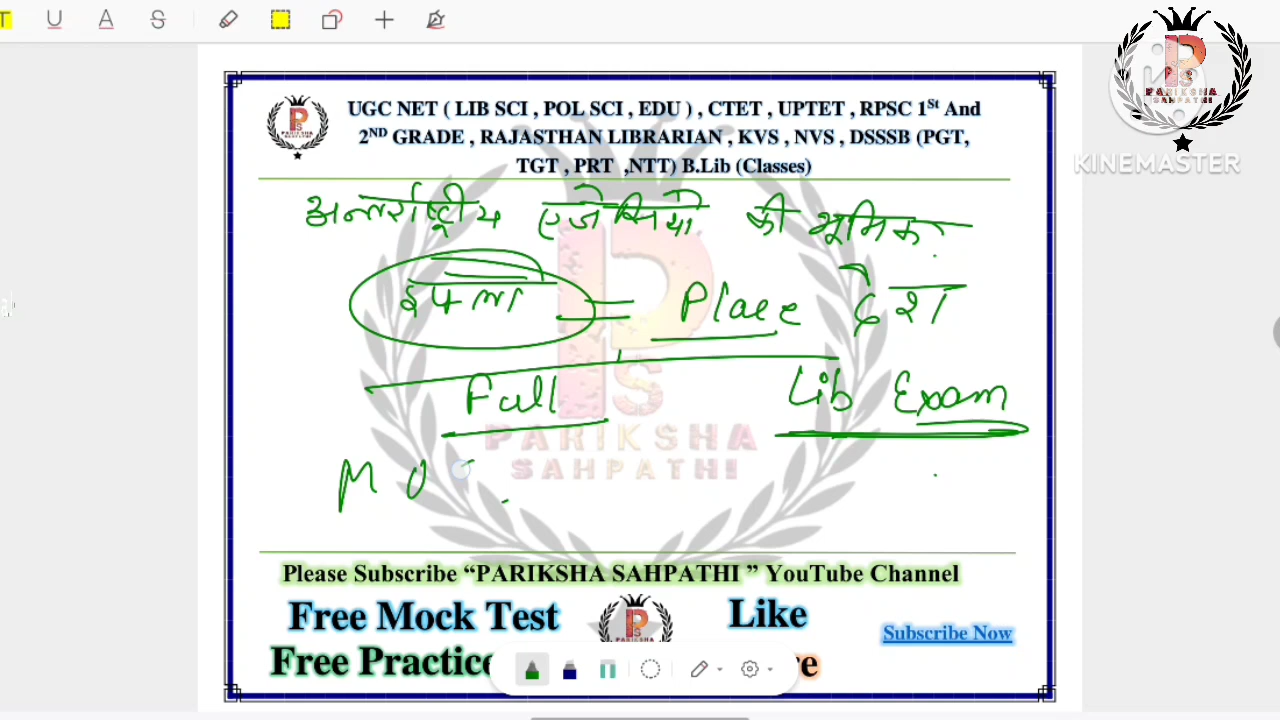 UGC NET ( LIB SCI , POL SCI , EDU ) , CTET , UPTET , RPSC 1St And
2ND GRADE , RAJASTHAN LIBRARIAN , KVS , NVS , DSSSB (PGT,
TGT , PRT ,NTT) B.Lib (Classes)
PARIKSHA SAHPATHI
KINEMASTER
अन्तर्राष्ट्रीय एजेन्सियो की भूमिका
Place
Full Lib Exam
PARIKSHA
SAHPATHI
M O
Please Subscribe “PARIKSHA SAHPATHI ” YouTube Channel
Free Mock Test Like
Subscribe Now
Free Practice